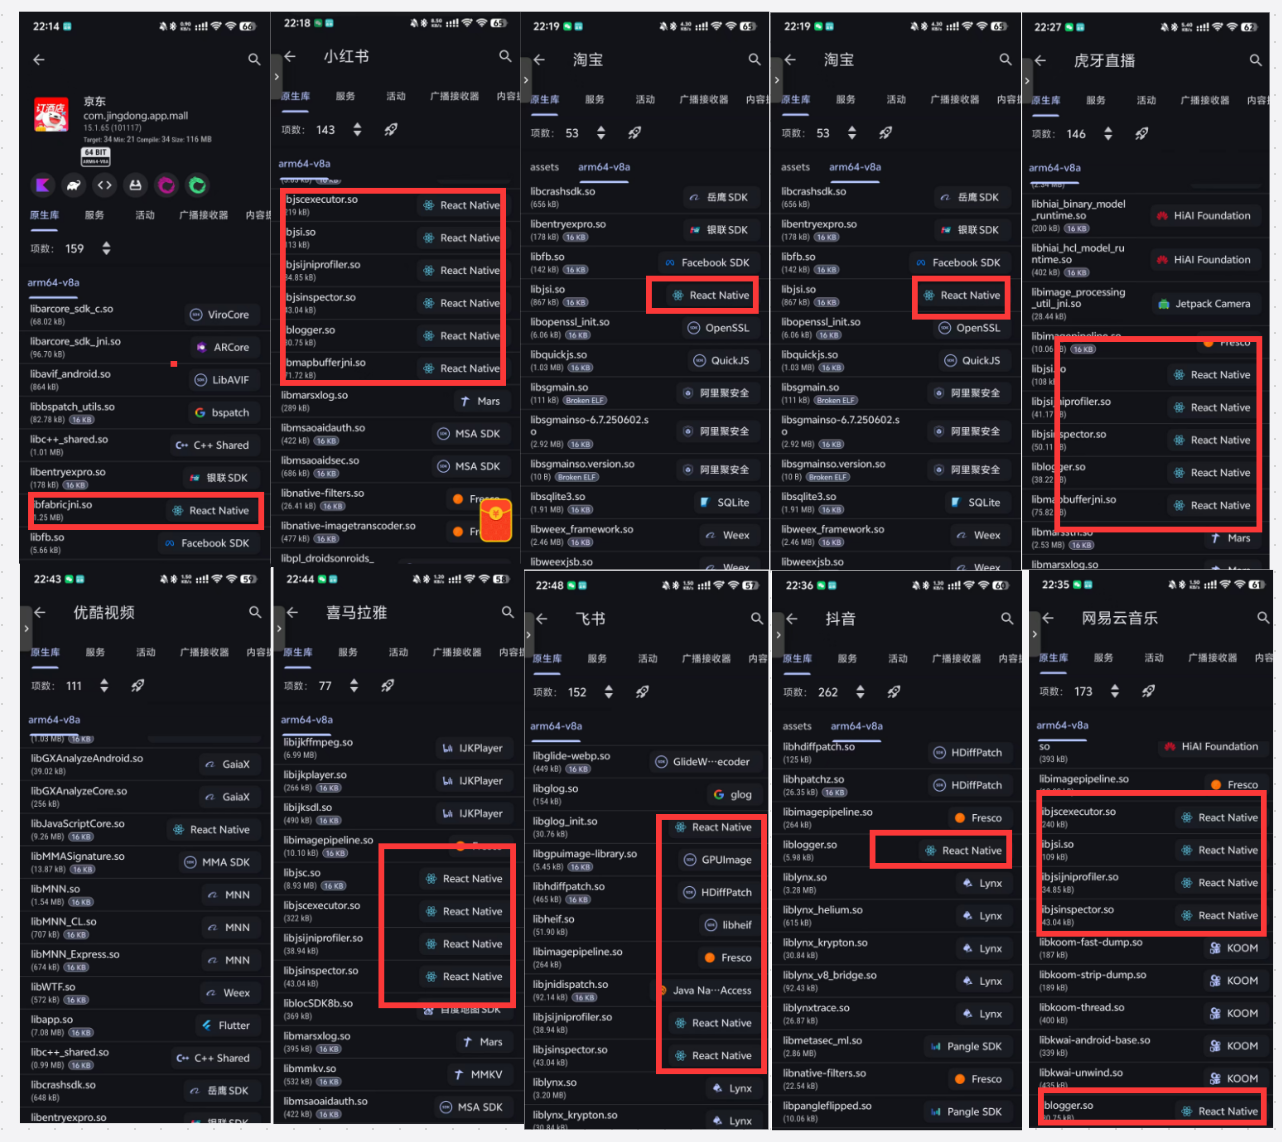 22:14
66
京东
com.jingdong.app.mall
15.1.65 (101117)
Target: 34 Min: 21 Compile: 34 Size: 116 MB
64 BIT
ARM64-V8A
原生库 服务 活动 广播接收器 内容
项数: 159
arm64-v8a
libarcore_sdk_c.so
(68.02 kB)
ViroCore
libarcore_sdk_jni.so
(96.70 kB)
ARCore
libavif_android.so
(864 kB)
LibAVIF
libbspatch_utils.so
(82.78 kB) 16 KB
bspatch
libc++_shared.so
(1.01 MB)
C++ Shared
libentryexpro.so
(178 kB) 16 KB
银联SDK
bfabricjni.so
1.25 MB)
React Native
libfb.so
(5.66 kB)
Facebook SDK
22:18
65
小红书
原生库 服务 活动 广播接收器 内容
项数: 143
arm64-v8a
bjscexecutor.so
219 kB)
React Native
bjsi.so
113 kB)
React Native
bjsijniprofiler.so
34.85 kB)
React Native
bjsinspector.so
43.04 kB)
React Native
blogger.so
30.75 kB)
React Native
bmapbufferjni.so
71.72 kB)
React Native
libmarsxlog.so
(289 kB)
Mars
libmsaoaidauth.so
(422 kB) 16 KB
MSA SDK
libmsaoaidsec.so
(686 kB) 16 KB
MSA SDK
libnative-filters.so
(26.41 kB) 16 KB
Fresco
libnative-imagetranscoder.so
(477 kB) 16 KB
Fr
libpl_droidsonroids_
22:19
65
淘宝
原生库 服务 活动 广播接收器 内容
项数: 53
assets arm64-v8a
libcrashsdk.so
(656 kB)
岳鹰 SDK
libentryexpro.so
(178 kB) 16 KB
银联 SDK
libfb.so
(142 kB) 16 KB
Facebook SDK
libjsi.so
(867 kB) 16 KB
React Native
libopenssl_init.so
(6.06 kB) 16 KB
OpenSSL
libquickjs.so
(1.03 MB) 16 KB
QuickJS
libsgmain.so
(111 kB) Broken ELF
阿里聚安全
libsgmainso-6.7.250602.s
o
(2.92 MB) 16 KB
阿里聚安全
libsgmainso.version.so
(10 B) Broken ELF
阿里聚安全
libsqlite3.so
(1.91 MB) 16 KB
SQLite
libweex_framework.so
(2.46 MB) 16 KB
Weex
libweexjsb.so
Weex
22:19
65
淘宝
原生库 服务 活动 广播接收器 内容
项数: 53
assets arm64-v8a
libcrashsdk.so
(656 kB)
岳鹰 SDK
libentryexpro.so
(178 kB) 16 KB
银联 SDK
libfb.so
(142 kB) 16 KB
Facebook SDK
libjsi.so
(867 kB) 16 KB
React Native
libopenssl_init.so
(6.06 kB) 16 KB
OpenSSL
libquickjs.so
(1.03 MB) 16 KB
QuickJS
libsgmain.so
(111 kB) Broken ELF
阿里聚安全
libsgmainso-6.7.250602.s
o
(2.92 MB) 16 KB
阿里聚安全
libsgmainso.version.so
(10 B) Broken ELF
阿里聚安全
libsqlite3.so
(1.91 MB) 16 KB
SQLite
libweex_framework.so
(2.46 MB) 16 KB
Weex
libweexjsb.so
Weex
22:27
虎牙直播
原生库 服务 活动 广播接收器 内容
项数: 146
arm64-v8a
(2.34 MB)
libhiai_binary_model
_runtime.so
(200 kB) 16 KB
HiAI Foundation
libhiai_hcl_model_ru
ntime.so
(402 kB) 16 KB
HiAI Foundation
libimage_processing
_util_jni.so
(28.44 kB)
Jetpack Camera
libimagepipeline.so
(10.06 16 KB
Fresco
libjsi.so
(108 k
React Native
libjsijniprofiler.so
(41.17
React Native
libjsinspector.so
(50.11
React Native
liblogger.so
(38.22
React Native
libmapbufferjni.so
(75.82
React Native
libmarsstn.so
(2.53 MB) 16 KB
Mars
libmarsxlog.so
22:43
优酷视频
原生库 服务 活动 广播接收器 内容
项数: 111
arm64-v8a
(1.03 MB) 16 KB
libGXAnalyzeAndroid.so
(39.02 kB)
GaiaX
libGXAnalyzeCore.so
(256 kB)
GaiaX
libJavaScriptCore.so
(9.26 MB) 16 KB
React Native
libMMASignature.so
(13.87 kB) 16 KB
MMA SDK
libMNN.so
(1.54 MB) 16 KB
MNN
libMNN_CL.so
(707 kB) 16 KB
MNN
libMNN_Express.so
(674 kB) 16 KB
MNN
libWTF.so
(572 kB) 16 KB
Weex
libapp.so
(7.08 MB) 16 KB
Flutter
libc++_shared.so
(0.99 MB) 16 KB
C++ Shared
libcrashsdk.so
(648 kB)
岳鹰 SDK
libentryexpro.so
银联 SDK
22:44
喜马拉雅
原生库 服务 活动 广播接收器 内容
项数: 77
arm64-v8a
libijkffmpeg.so
(6.99 MB)
IJKPlayer
libijkplayer.so
(266 kB) 16 KB
IJKPlayer
libijksdl.so
(490 kB) 16 KB
IJKPlayer
libimagepipeline.so
(10.10 kB) 16 KB
Fresco
libjsc.so
(8.93 MB) 16 KB
React Native
libjscexecutor.so
(322 kB)
React Native
libjsijniprofiler.so
(38.94 kB)
React Native
libjsinspector.so
(43.04 kB)
React Native
liblocSDK8b.so
(369 kB)
百度地图 SDK
libmarsxlog.so
(395 kB) 16 KB
Mars
libmmkv.so
(532 kB) 16 KB
MMKV
libmsaoaidauth.so
(422 kB) 16 KB
MSA SDK
22:48
57
飞书
原生库 服务 活动 广播接收器 内容
项数: 152
arm64-v8a
libglide-webp.so
(449 kB) 16 KB
GlideW···ecoder
libglog.so
(154 kB)
glog
libglog_init.so
(30.76 kB)
React Native
libgpuimage-library.so
(5.45 kB) 16 KB
GPUImage
libhdiffpatch.so
(465 kB) 16 KB
HDiffPatch
libheif.so
(51.90 kB)
libheif
libimagepipeline.so
(264 kB)
Fresco
libjnidispatch.so
(92.14 kB) 16 KB
Java Na···Access
libjsijniprofiler.so
(38.94 kB)
React Native
libjsinspector.so
(43.04 kB)
React Native
liblynx.so
(3.20 MB)
Lynx
liblynx_krypton.so
(30.84 kB)
Lynx
22:36
60
抖音
原生库 服务 活动 广播接收器 内容
项数: 262
assets arm64-v8a
libhdiffpatch.so
(125 kB)
HDiffPatch
libhpatchz.so
(26.35 kB) 16 KB
HDiffPatch
libimagepipeline.so
(264 kB)
Fresco
liblogger.so
(5.98 kB)
React Native
liblynx.so
(3.28 MB)
Lynx
liblynx_helium.so
(615 kB)
Lynx
liblynx_krypton.so
(30.84 kB)
Lynx
liblynx_v8_bridge.so
(92.43 kB)
Lynx
liblynxtrace.so
(26.87 kB)
Lynx
libmetasec_ml.so
(2.86 MB)
Pangle SDK
libnative-filters.so
(22.54 kB)
Fresco
libpangleflipped.so
(10.06 kB)
Pangle SDK
22:35
61
网易云音乐
原生库 服务 活动 广播接收器 内容
项数: 173
arm64-v8a
so
(393 kB)
HiAI Foundation
libimagepipeline.so
Fresco
bjscexecutor.so
240 kB)
React Native
bjsi.so
109 kB)
React Native
bjsijniprofiler.so
34.85 kB)
React Native
bjsinspector.so
43.04 kB)
React Native
libkoom-fast-dump.so
(187 kB)
KOOM
libkoom-strip-dump.so
(189 kB)
KOOM
libkoom-thread.so
(400 kB)
KOOM
libkwai-android-base.so
(339 kB)
KOOM
libkwai-unwind.so
(435 kB)
KOOM
blogger.so
30.75 kB)
React Native